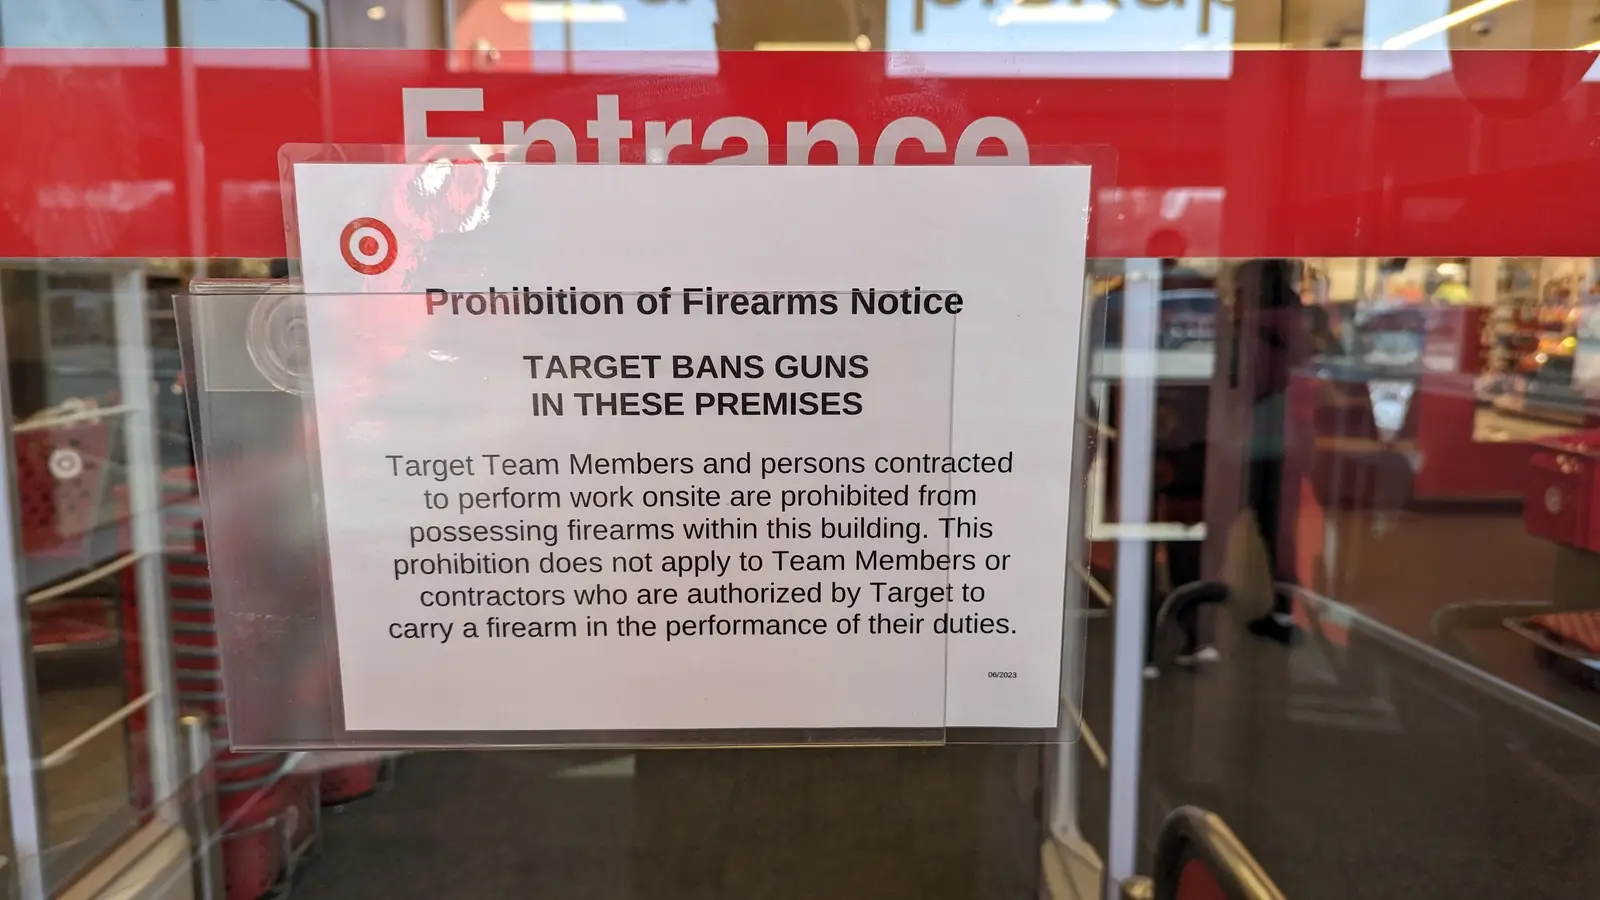 pickup
Entrance
Prohibition of Firearms Notice
TARGET BANS GUNS
IN THESE PREMISES
Target Team Members and persons contracted
to perform work onsite are prohibited from
possessing firearms within this building. This
prohibition does not apply to Team Members or
contractors who are authorized by Target to
carry a firearm in the performance of their duties.
06/2023